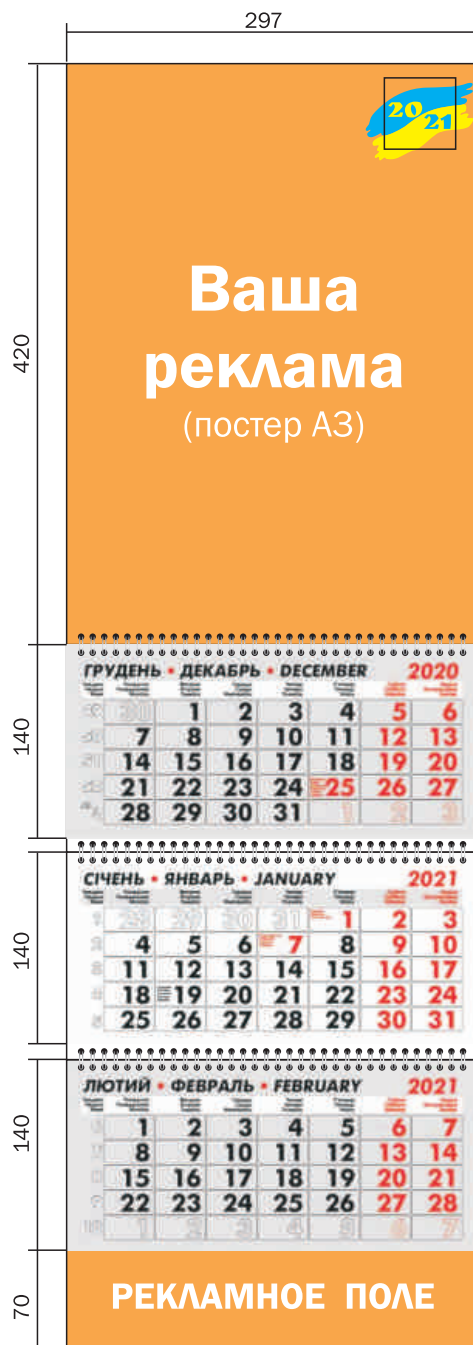 297
420
20
21
Ваша
реклама
(постер А3)
140
ГРУДЕНЬ • ДЕКАБРЬ • DECEMBER 2020
30 1 2 3 4 5 6
7 8 9 10 11 12 13
14 15 16 17 18 19 20
21 22 23 24 25 26 27
28 29 30 31 1 2 3
140
СІЧЕНЬ • ЯНВАРЬ • JANUARY 2021
28 29 30 31 1 2 3
4 5 6 7 8 9 10
11 12 13 14 15 16 17
18 19 20 21 22 23 24
25 26 27 28 29 30 31
140
ЛЮТИЙ • ФЕВРАЛЬ • FEBRUARY 2021
1 2 3 4 5 6 7
8 9 10 11 12 13 14
15 16 17 18 19 20 21
22 23 24 25 26 27 28
1 2 3 4 5 6 7
70
РЕКЛАМНОЕ ПОЛЕ